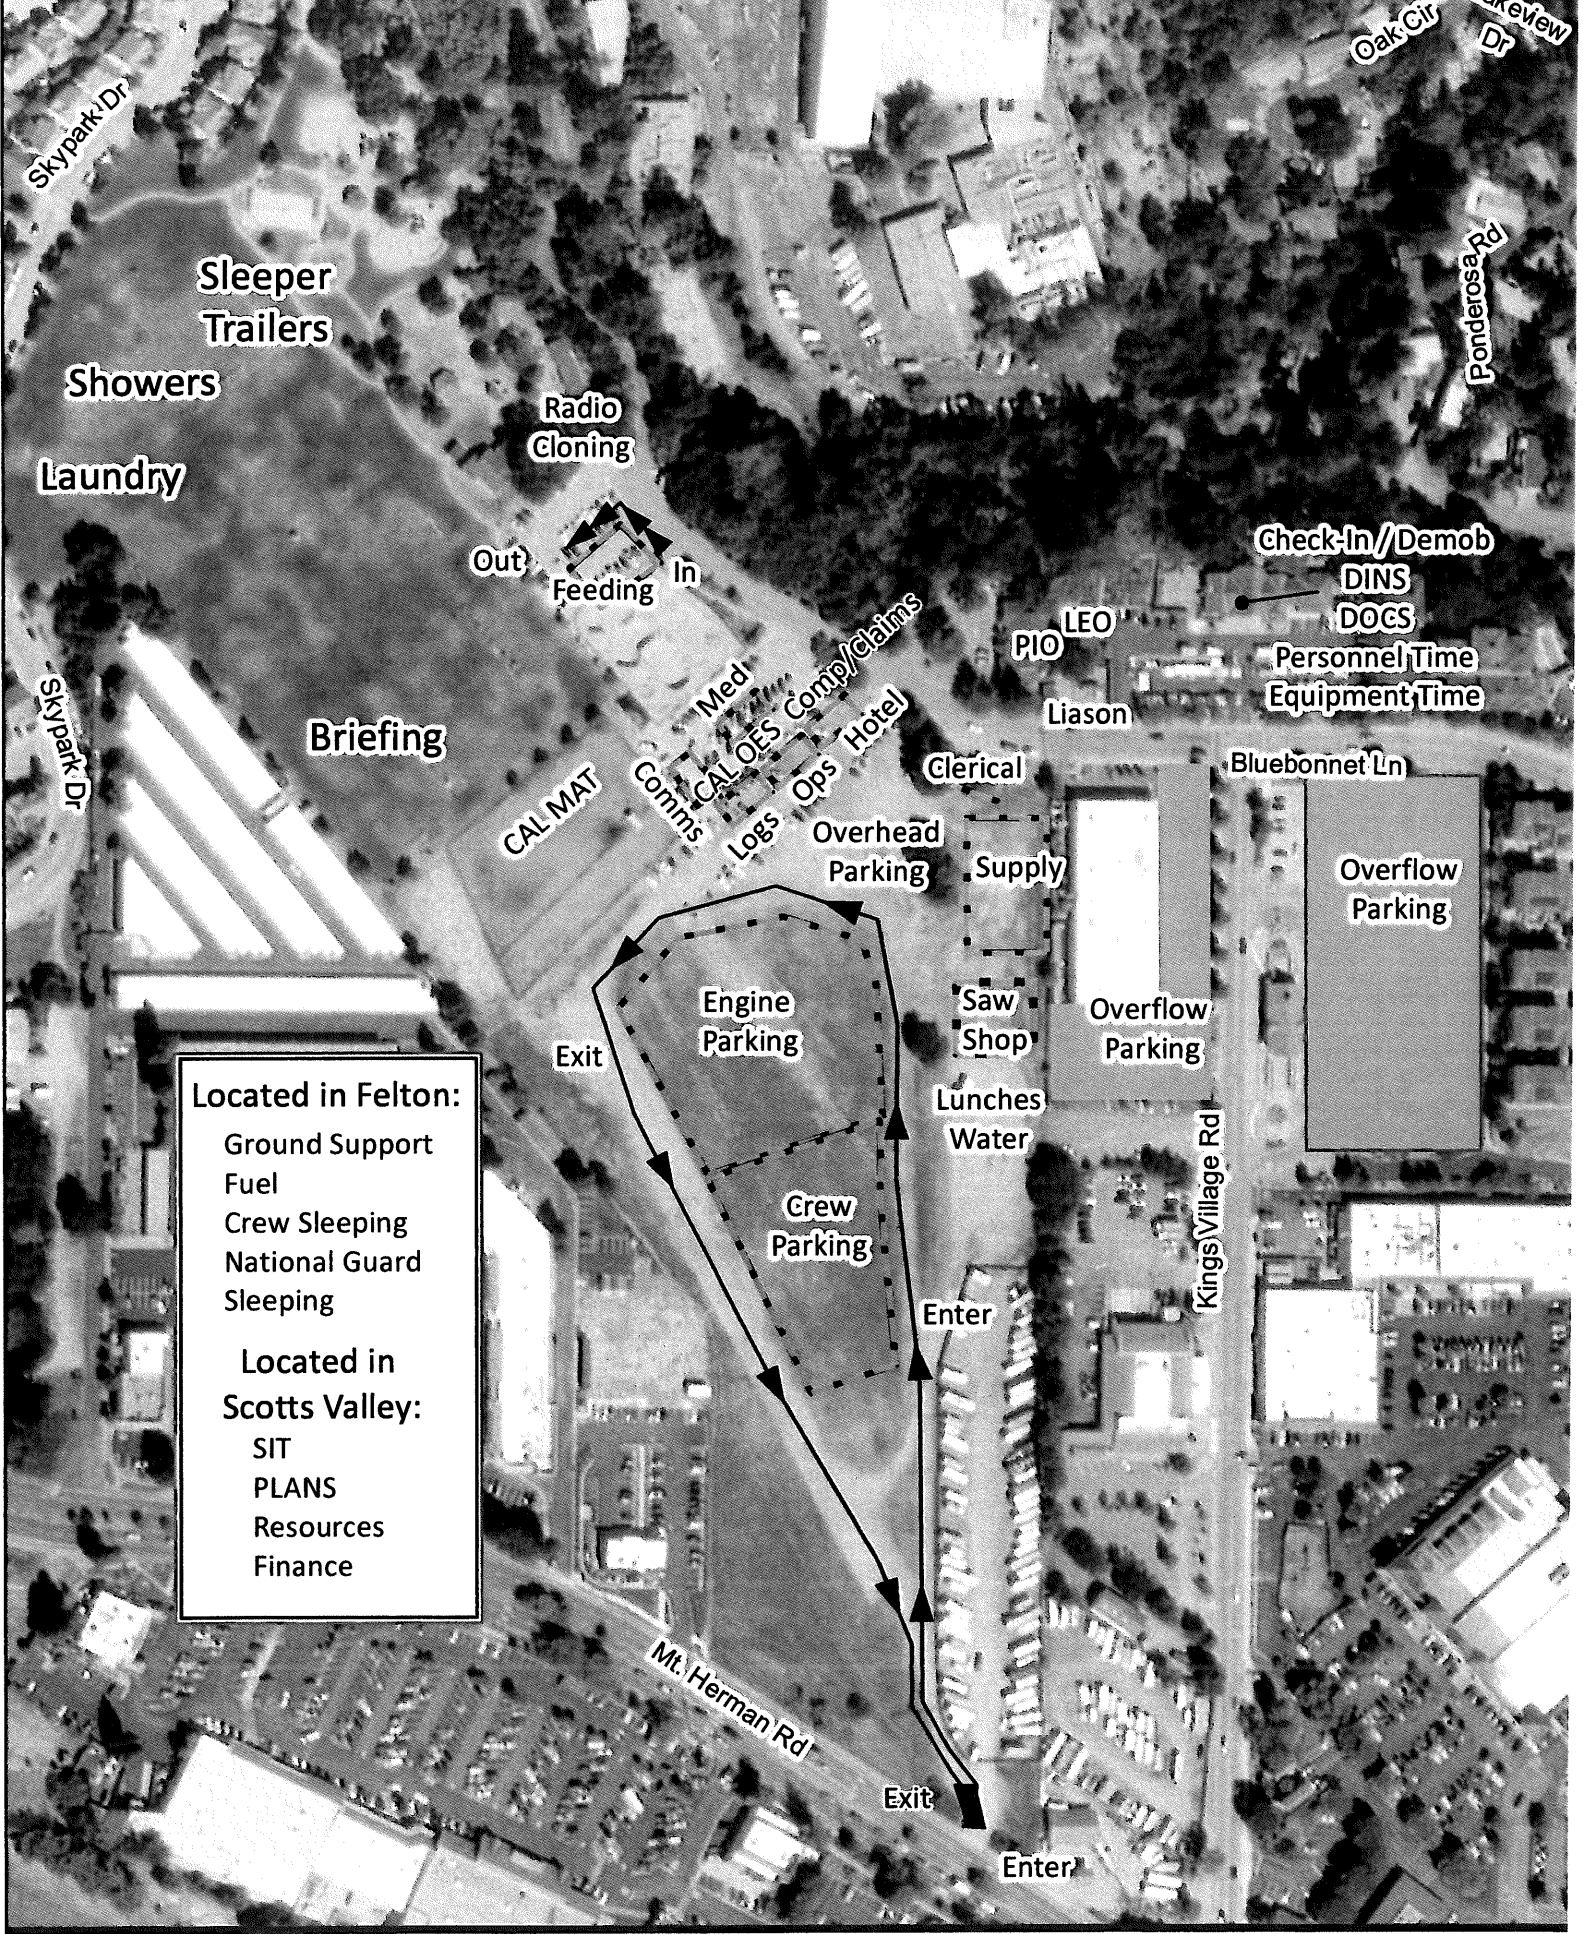 Oak Cir
Lakeview
Dr
Skypark Dr
Ponderosa Rd
Sleeper
Trailers
Showers
Laundry
Radio
Cloning
Out
In
Feeding
Check-In / Demob
DINS
DOCS
Personnel Time
Equipment Time
LEO
PIO
Liason
Skypark Dr
Briefing
Med
Comp/Claims
CAL OES
Hotel
Comms
Ops
Logs
CAL MAT
Clerical
Bluebonnet Ln
Overhead
Parking
Supply
Overflow
Parking
Engine
Parking
Saw
Shop
Overflow
Parking
Exit
Lunches
Water
Kings Village Rd
Crew
Parking
Enter
Located in Felton:
Ground Support
Fuel
Crew Sleeping
National Guard
Sleeping
Located in
Scotts Valley:
SIT
PLANS
Resources
Finance
Mt. Herman Rd
Exit
Enter